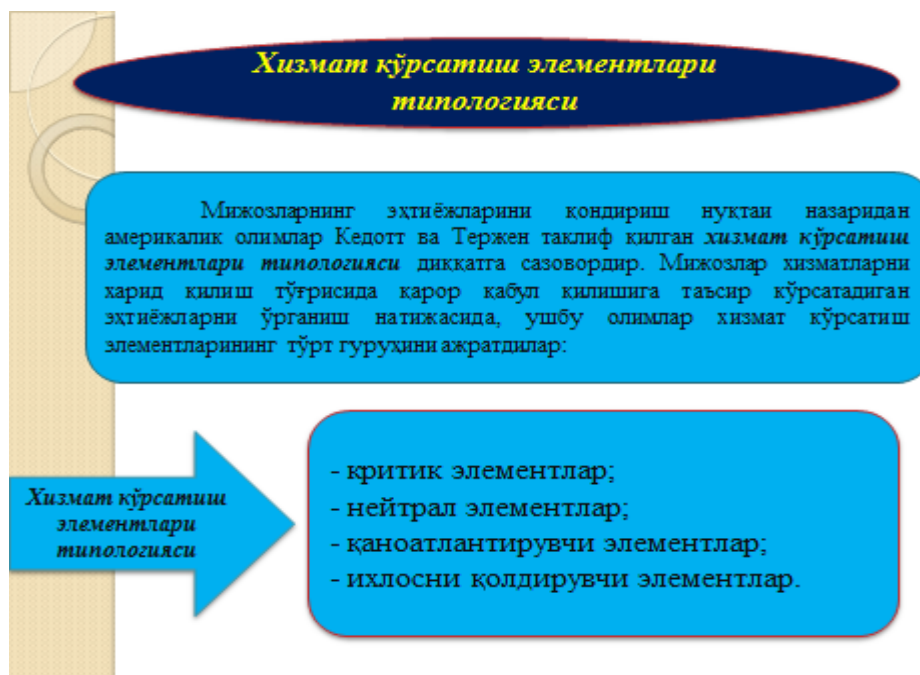 Хизмат кўрсатиш элементлари
типологияси
Мижозларнинг эҳтиёжларини қондириш нуқтаи назаридан
америкалик олимлар Кедотт ва Тержен таклиф қилган хизмат кўрсатиш
элементлари типологияси диққатга сазовордир. Мижозлар хизматларни
харид қилиш тўғрисида қарор қабул қилишига таъсир кўрсатадиган
эҳтиёжларни ўрганиш натижасида, ушбу олимлар хизмат кўрсатиш
элементларининг тўрт гуруҳини ажратдилар:
Хизмат кўрсатиш
элементлари
типологияси
- критик элементлар;
- нейтрал элементлар;
- қаноатлантирувчи элементлар;
- ихлосни қолдирувчи элементлар.